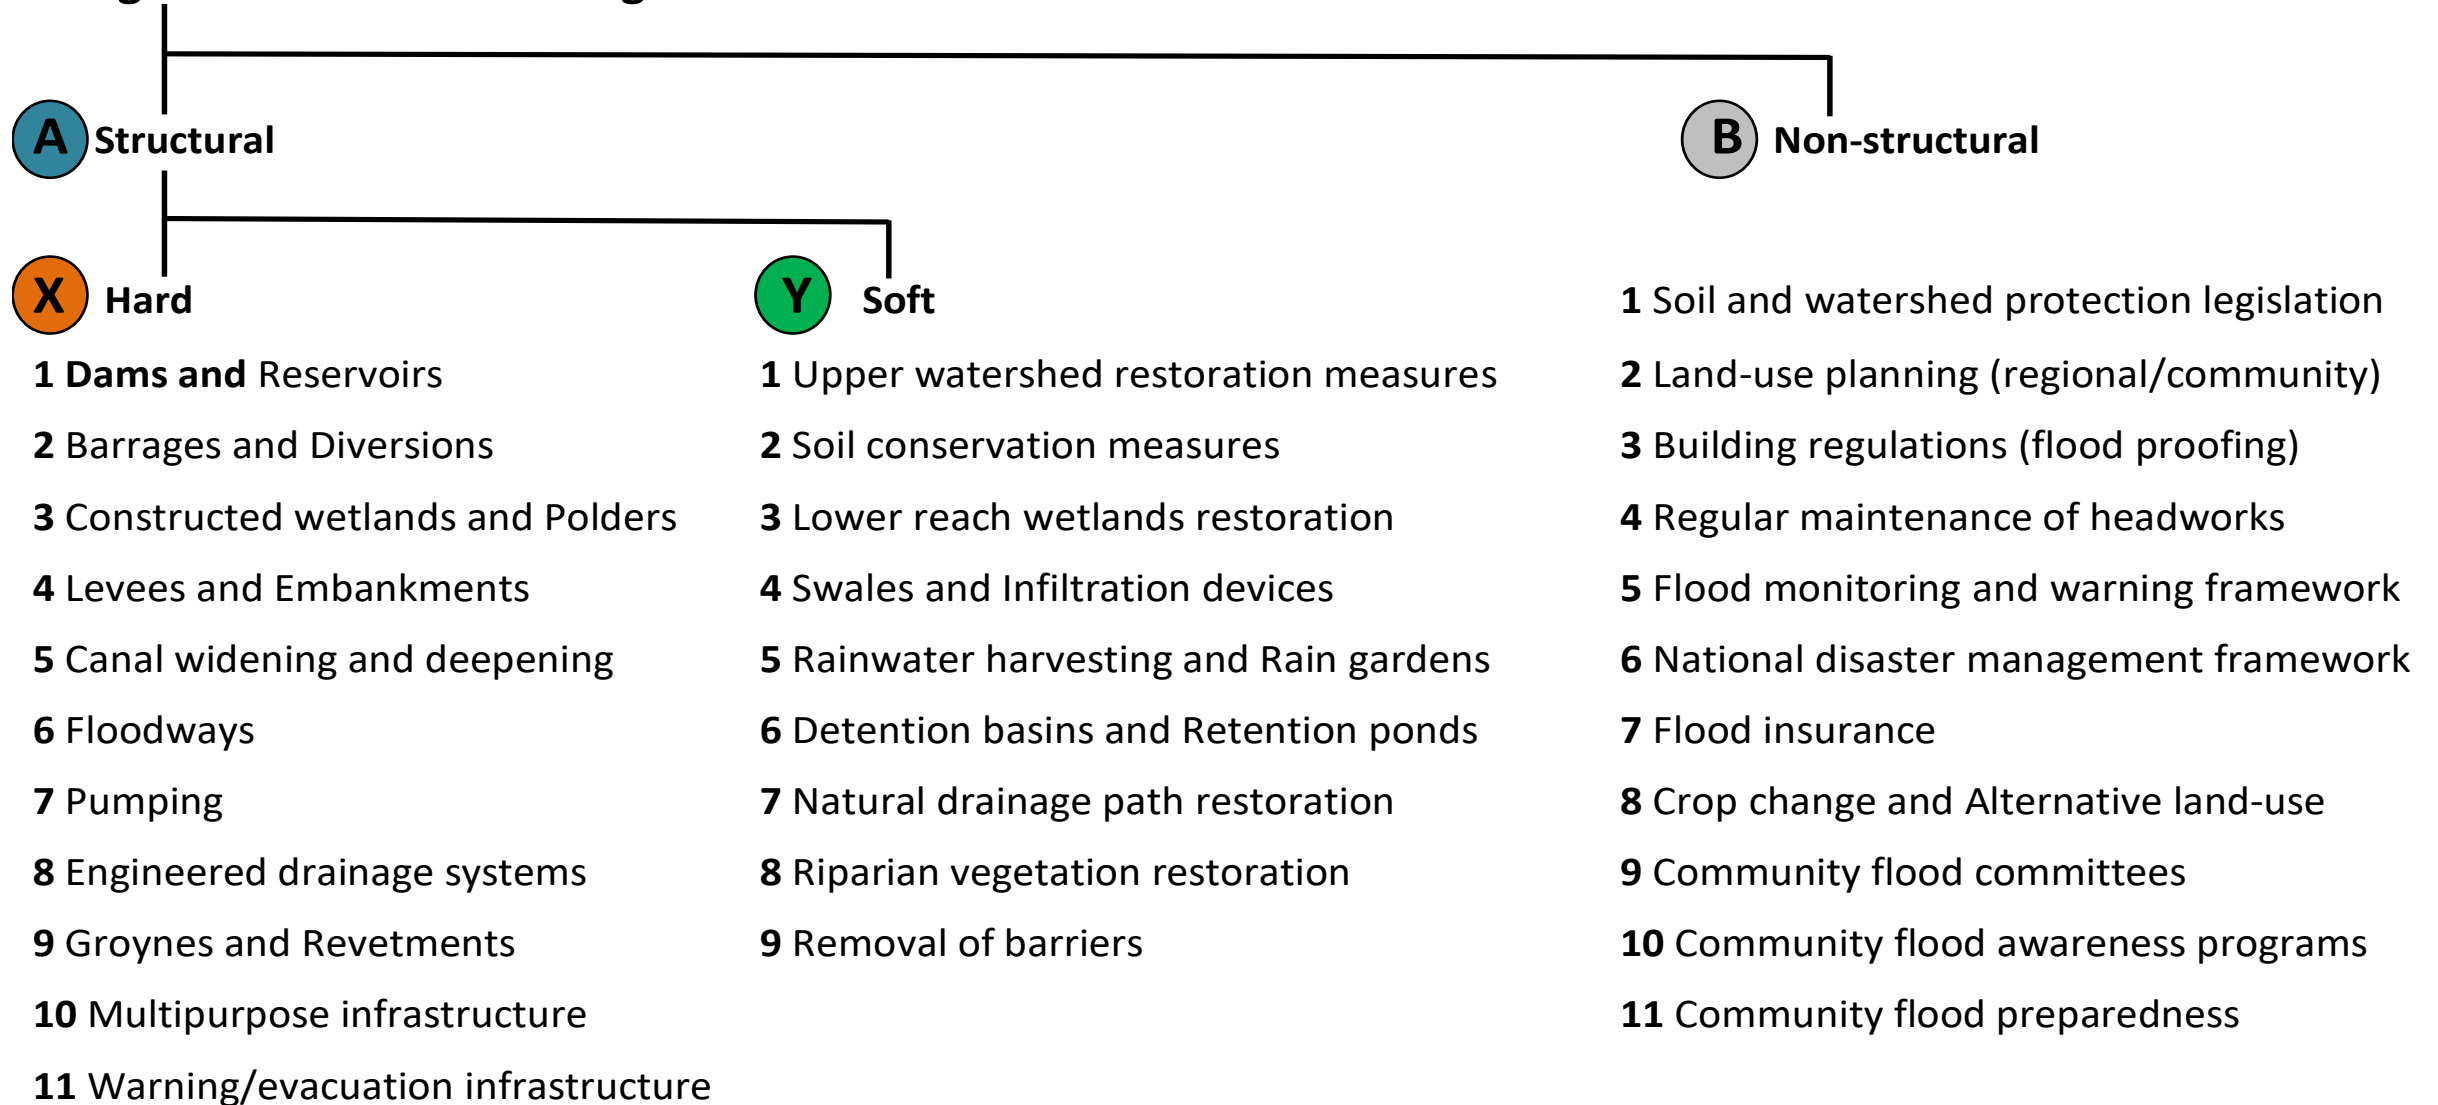 A Structural
B Non-structural
X Hard
1 Dams and Reservoirs
2 Barrages and Diversions
3 Constructed wetlands and Polders
4 Levees and Embankments
5 Canal widening and deepening
6 Floodways
7 Pumping
8 Engineered drainage systems
9 Groynes and Revetments
10 Multipurpose infrastructure
11 Warning/evacuation infrastructure
Y Soft
1 Upper watershed restoration measures
2 Soil conservation measures
3 Lower reach wetlands restoration
4 Swales and Infiltration devices
5 Rainwater harvesting and Rain gardens
6 Detention basins and Retention ponds
7 Natural drainage path restoration
8 Riparian vegetation restoration
9 Removal of barriers
1 Soil and watershed protection legislation
2 Land-use planning (regional/community)
3 Building regulations (flood proofing)
4 Regular maintenance of headworks
5 Flood monitoring and warning framework
6 National disaster management framework
7 Flood insurance
8 Crop change and Alternative land-use
9 Community flood committees
10 Community flood awareness programs
11 Community flood preparedness